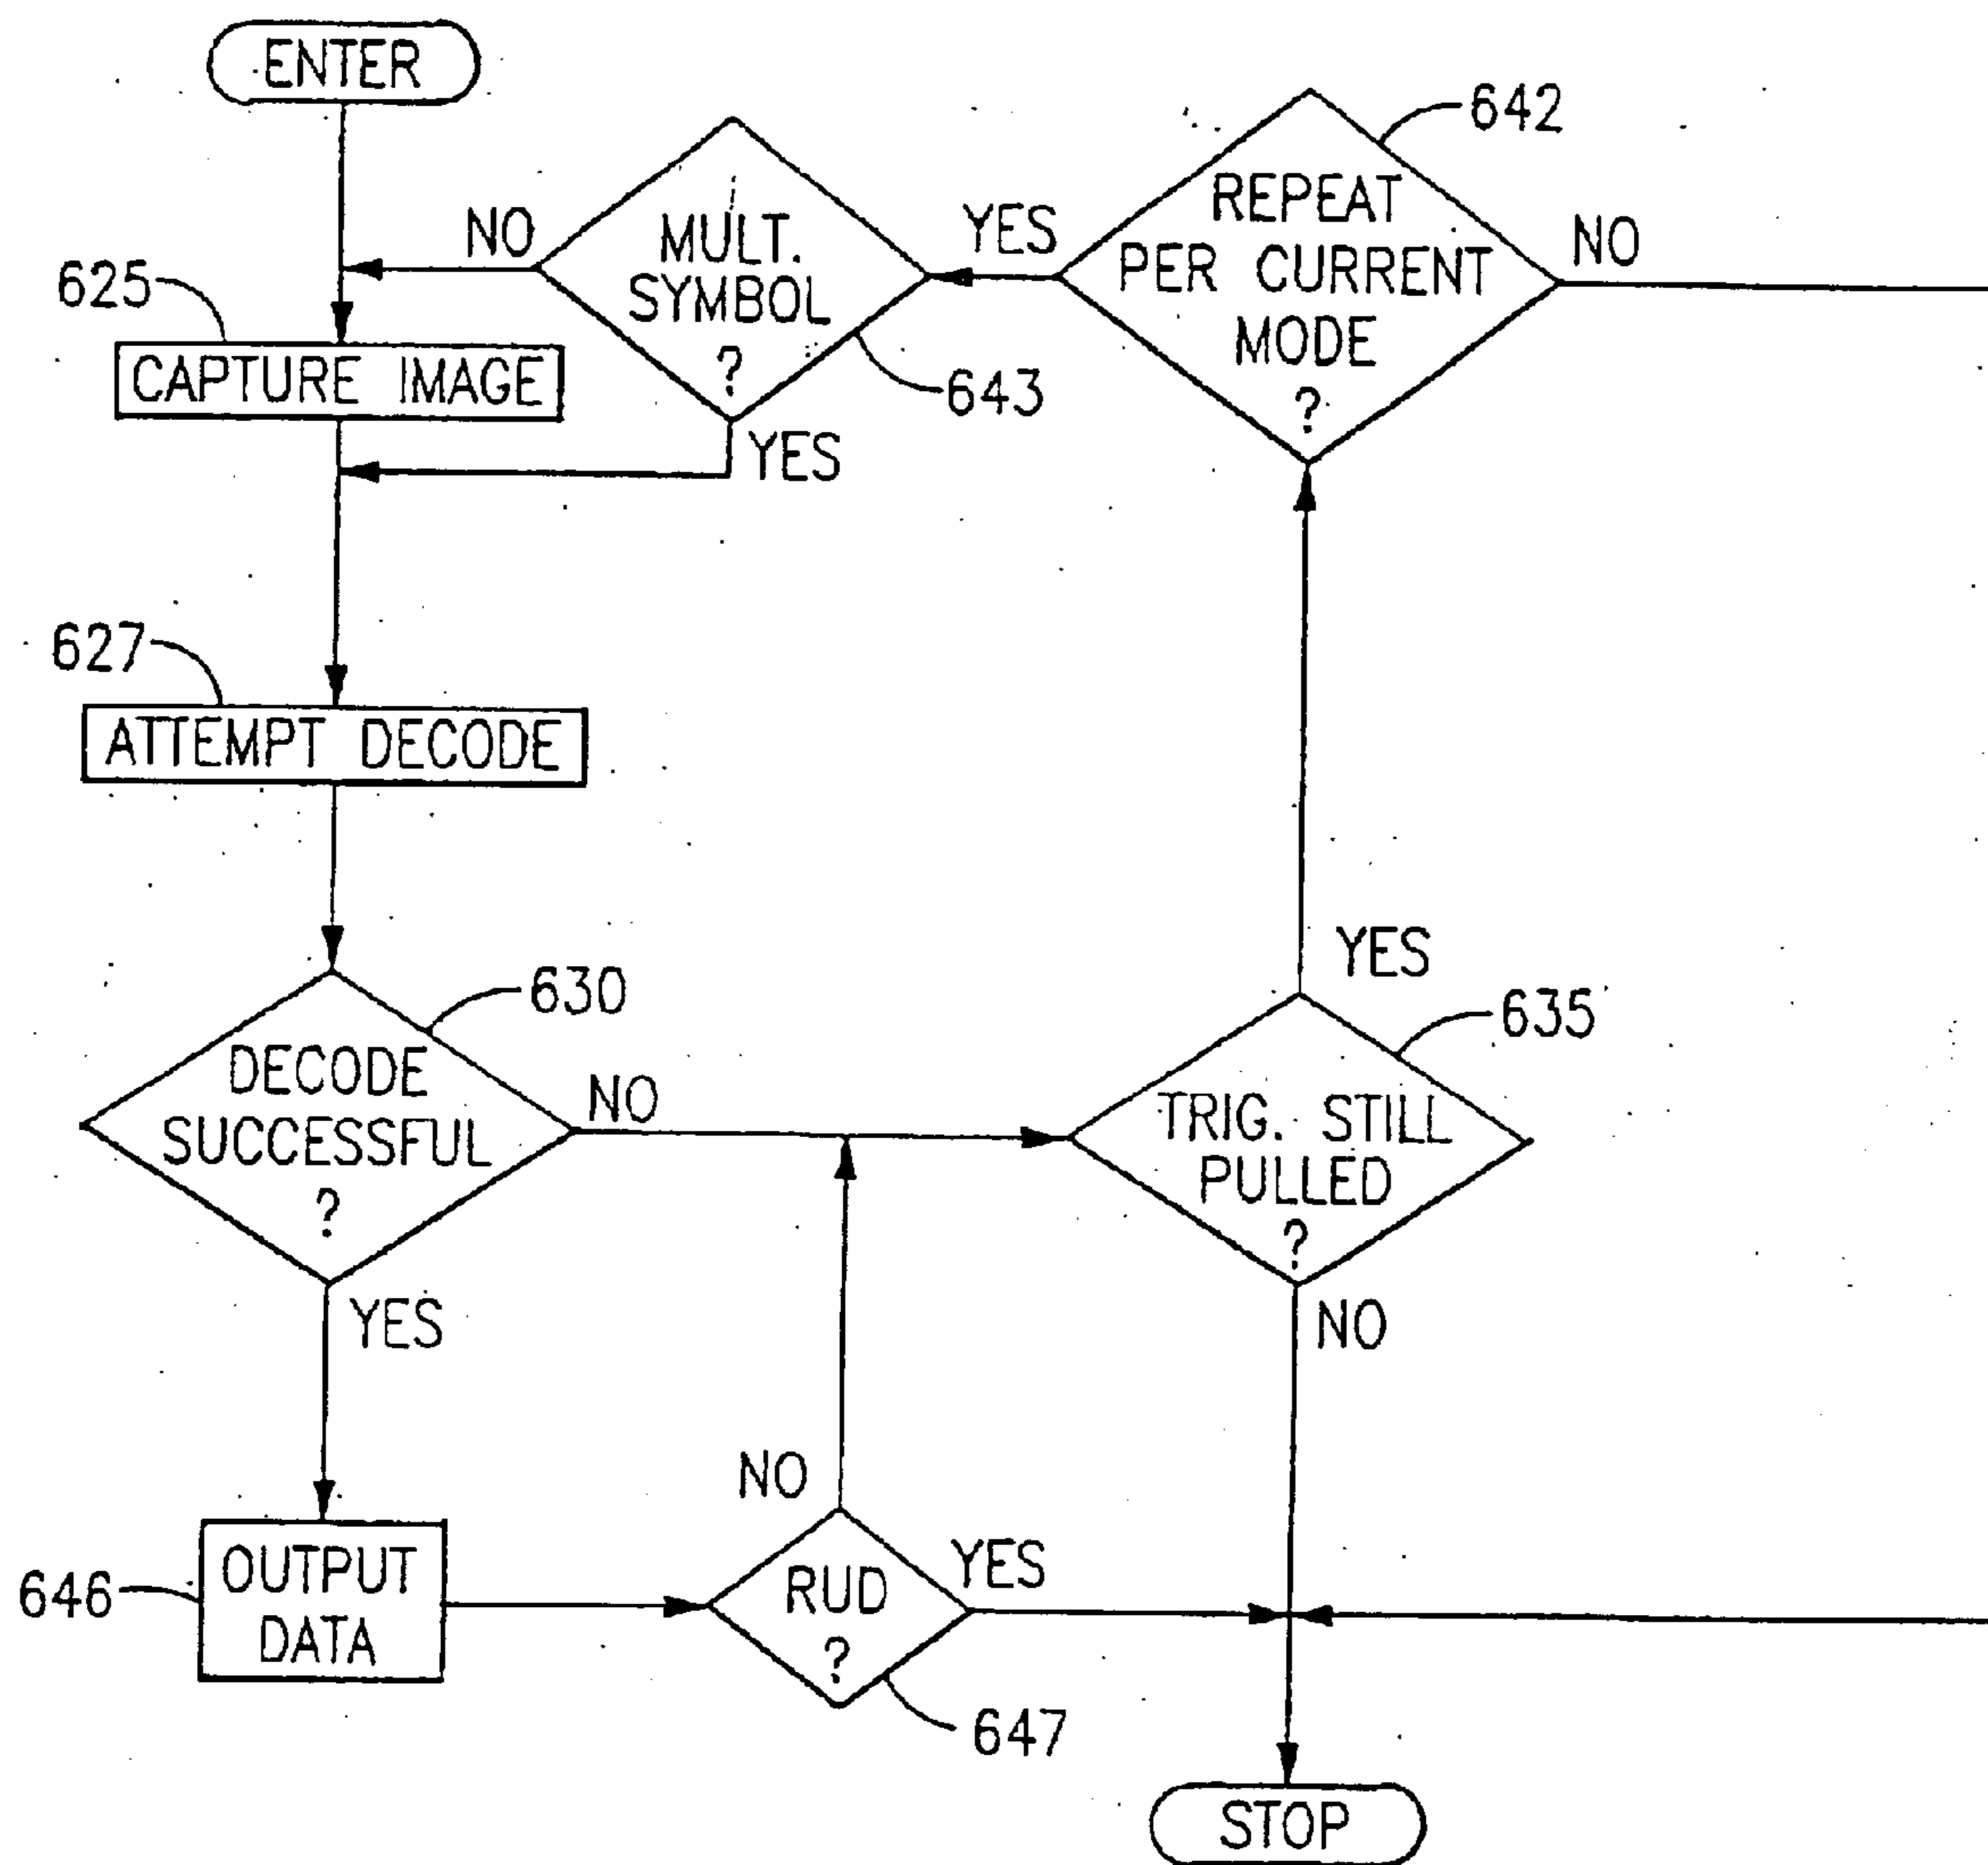 ENTER
642
REPEAT
PER CURRENT
MODE
?
NO
YES
MULT.
SYMBOL
?
643
NO
YES
625
CAPTURE IMAGE
627
ATTEMPT DECODE
630
DECODE
SUCCESSFUL
?
NO
YES
635
TRIG. STILL
PULLED
?
YES
NO
646
OUTPUT
DATA
RUD
?
NO
YES
647
STOP